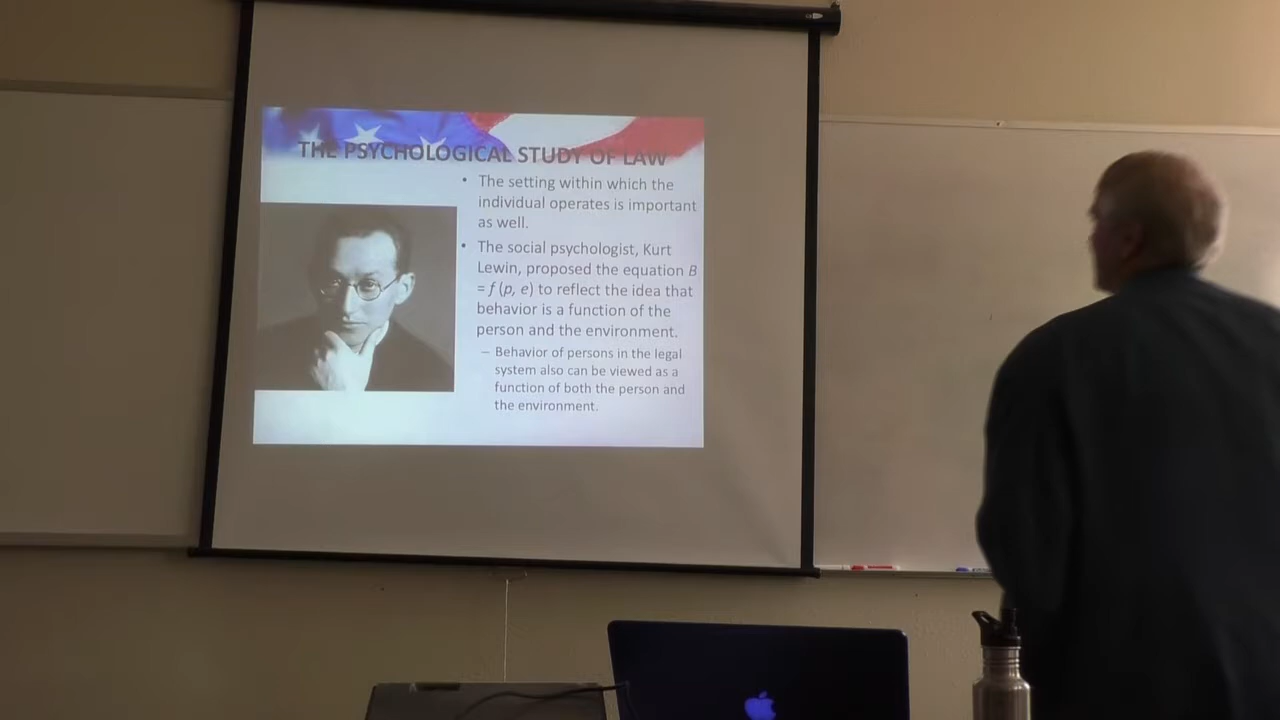 THE PSYCHOLOGICAL STUDY OF LAW
• The setting within which the
individual operates is important
as well.
• The social psychologist, Kurt
Lewin, proposed the equation B
= f (p, e) to reflect the idea that
behavior is a function of the
person and the environment.
– Behavior of persons in the legal
system also can be viewed as a
function of both the person and
the environment.